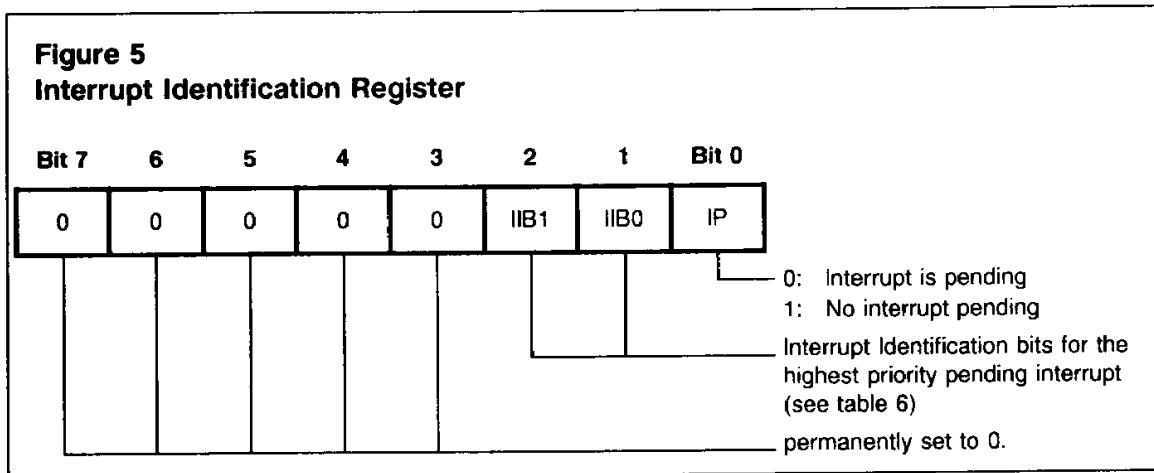 Figure 5
Interrupt Identification Register
Bit 7 6 5 4 3 2 1 Bit 0
0 0 0 0 0 IIB1 IIB0 IP
0: Interrupt is pending
1: No interrupt pending
Interrupt Identification bits for the
highest priority pending interrupt
(see table 6)
permanently set to 0.